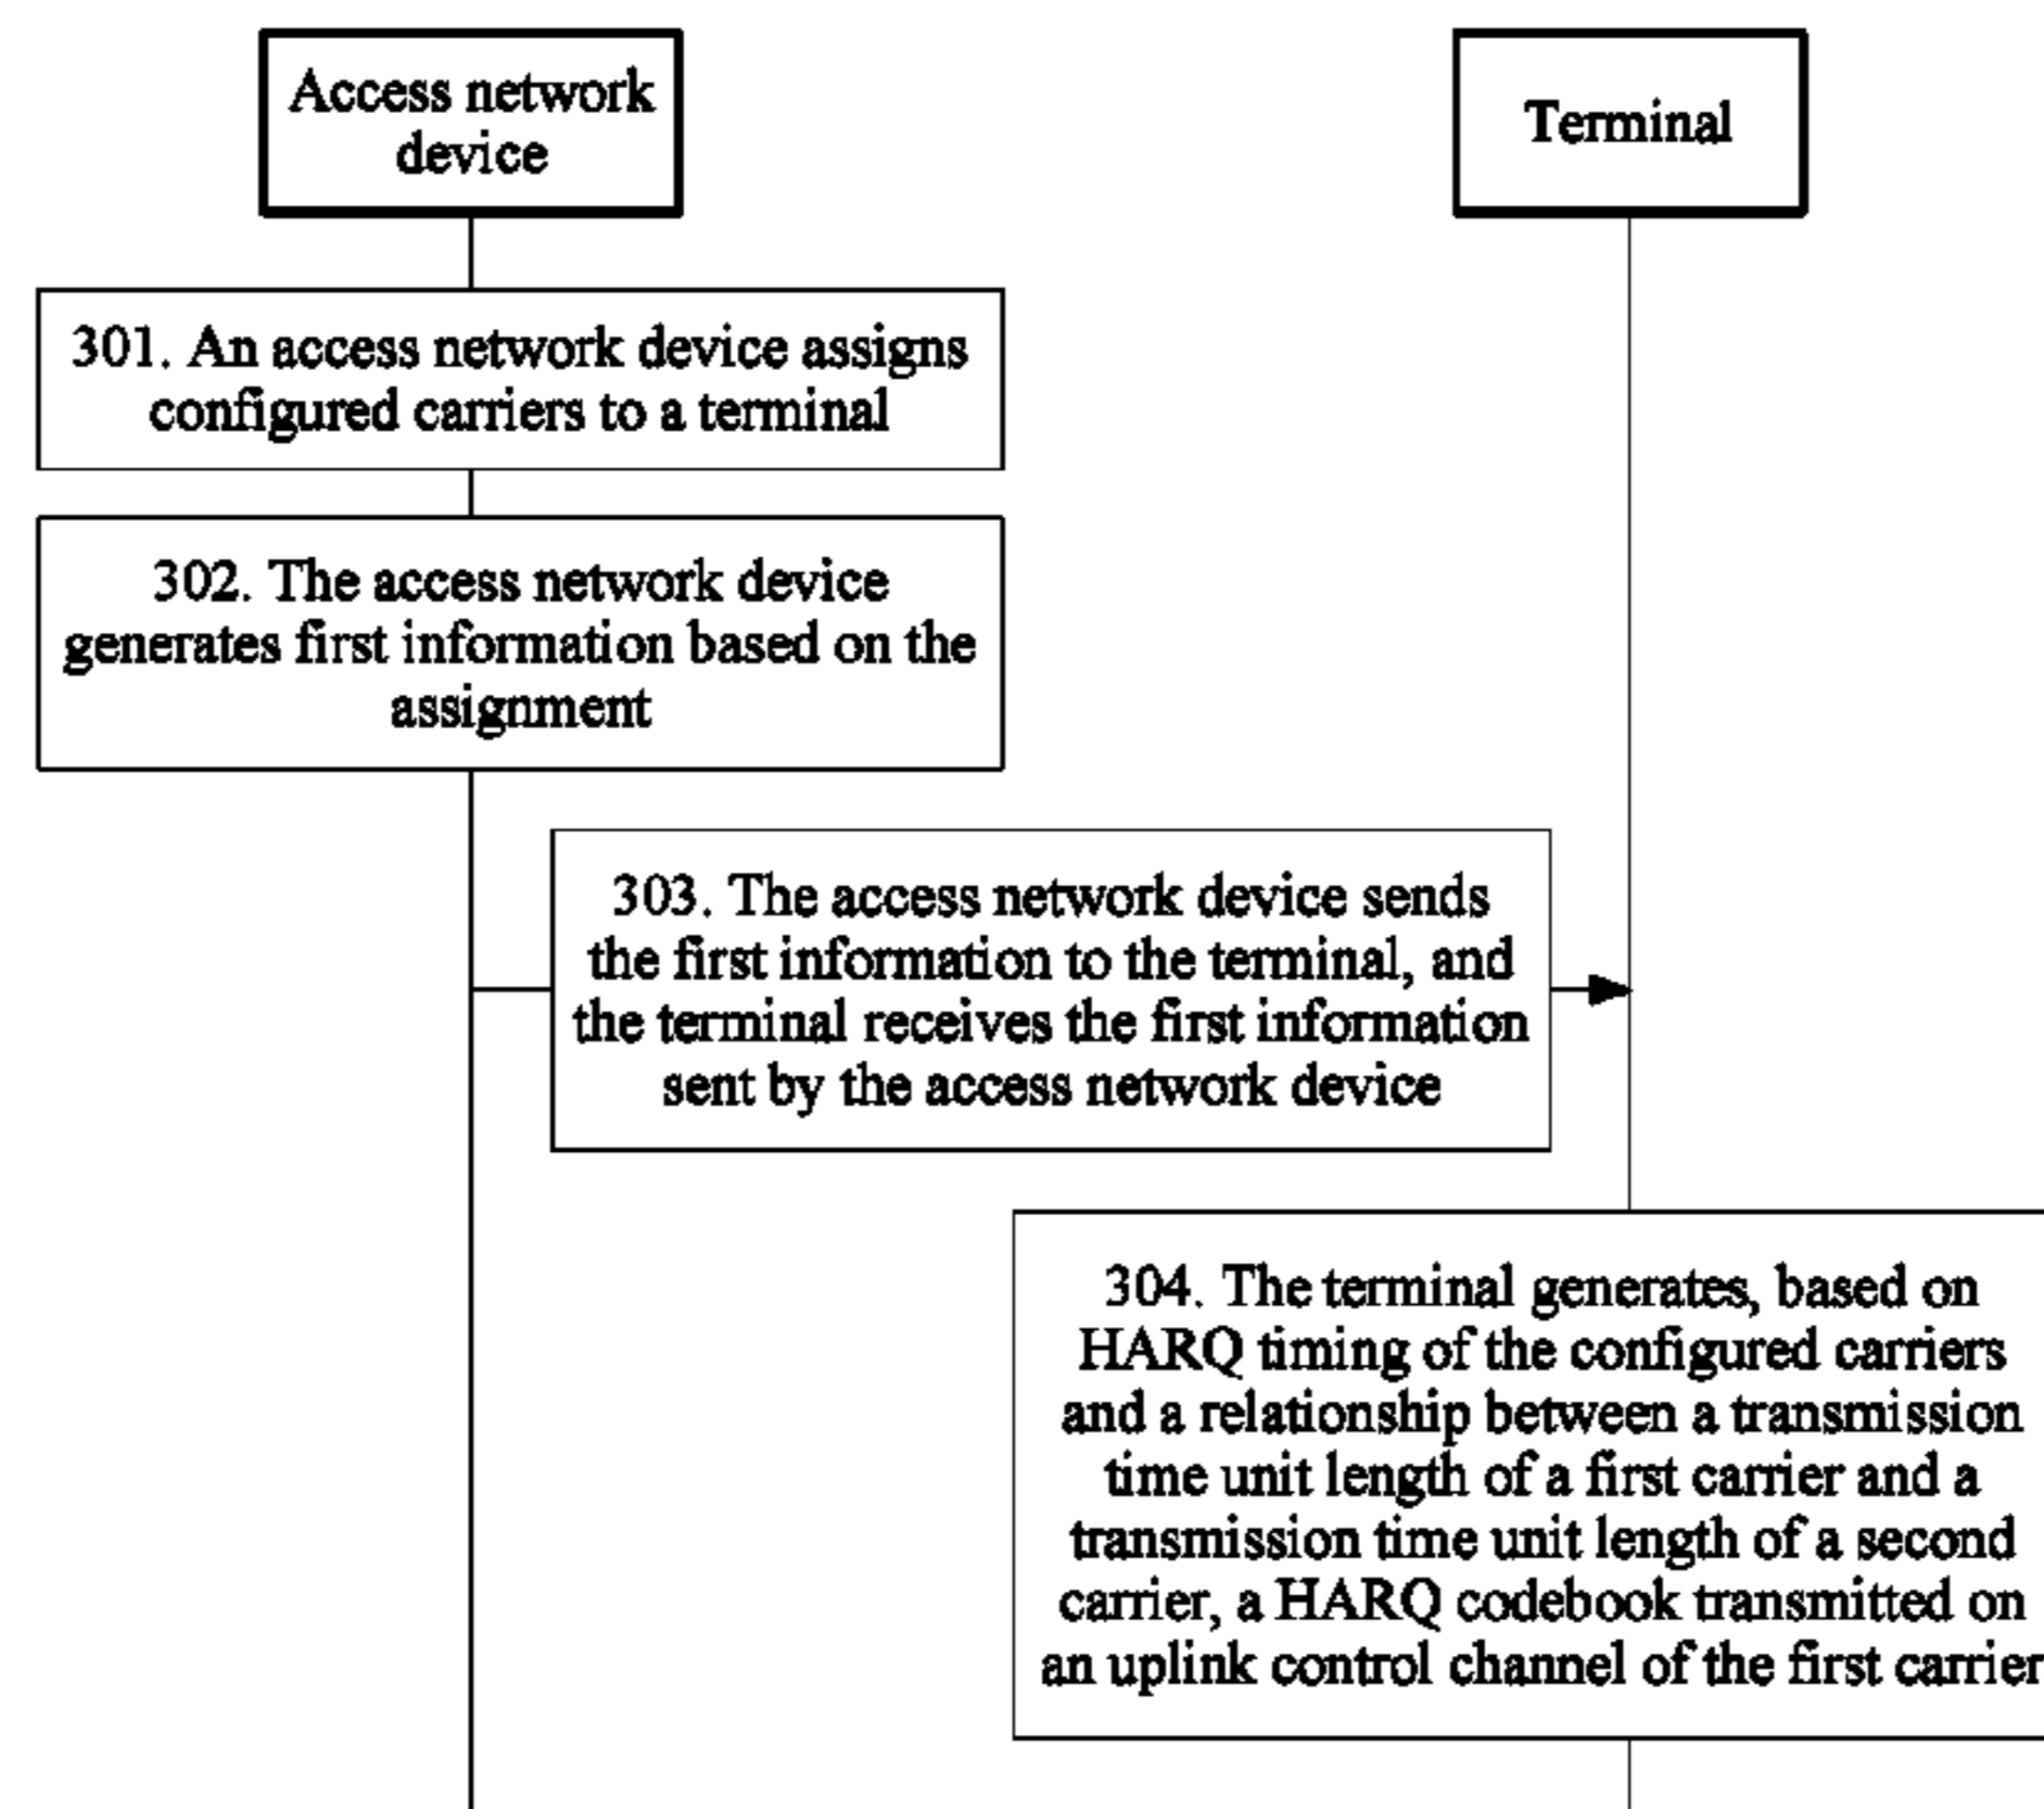 Access network
device
Terminal
301. An access network device assigns
configured carriers to a terminal
302. The access network device
generates first information based on the
assignment
303. The access network device sends
the first information to the terminal, and
the terminal receives the first information
sent by the access network device
304. The terminal generates, based on
HARQ timing of the configured carriers
and a relationship between a transmission
time unit length of a first carrier and a
transmission time unit length of a second
carrier, a HARQ codebook transmitted on
an uplink control channel of the first carrier